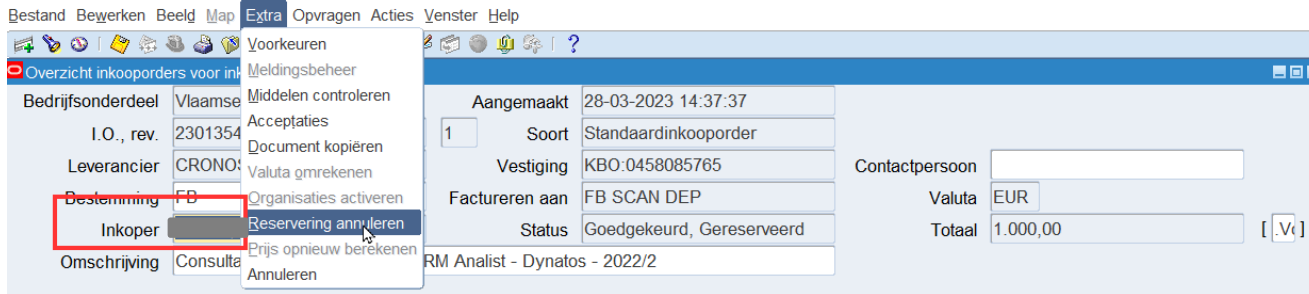 Bestand Bewerken Beeld Map Extra Opvragen Acties Venster Help
?
Voorkeuren
Meldingsbeheer
Middelen controleren
Acceptaties
Document kopiëren
Valuta omrekenen
Organisaties activeren
Reservering annuleren
Prijs opnieuw berekenen
Annuleren
Overzicht inkooporders voor ink
Bedrijfsonderdeel Vlaamse Aangemaakt 28-03-2023 14:37:37
I.O., rev. 2301354 1 Soort Standaardinkooporder
Leverancier CRONOS Vestiging KBO:0458085765 Contactpersoon
Bestemming FB Factureren aan FB SCAN DEP Valuta EUR
Inkoper Status Goedgekeurd, Gereserveerd Totaal 1.000,00 [ .V ]
Omschrijving Consulta RM Analist - Dynatos - 2022/2